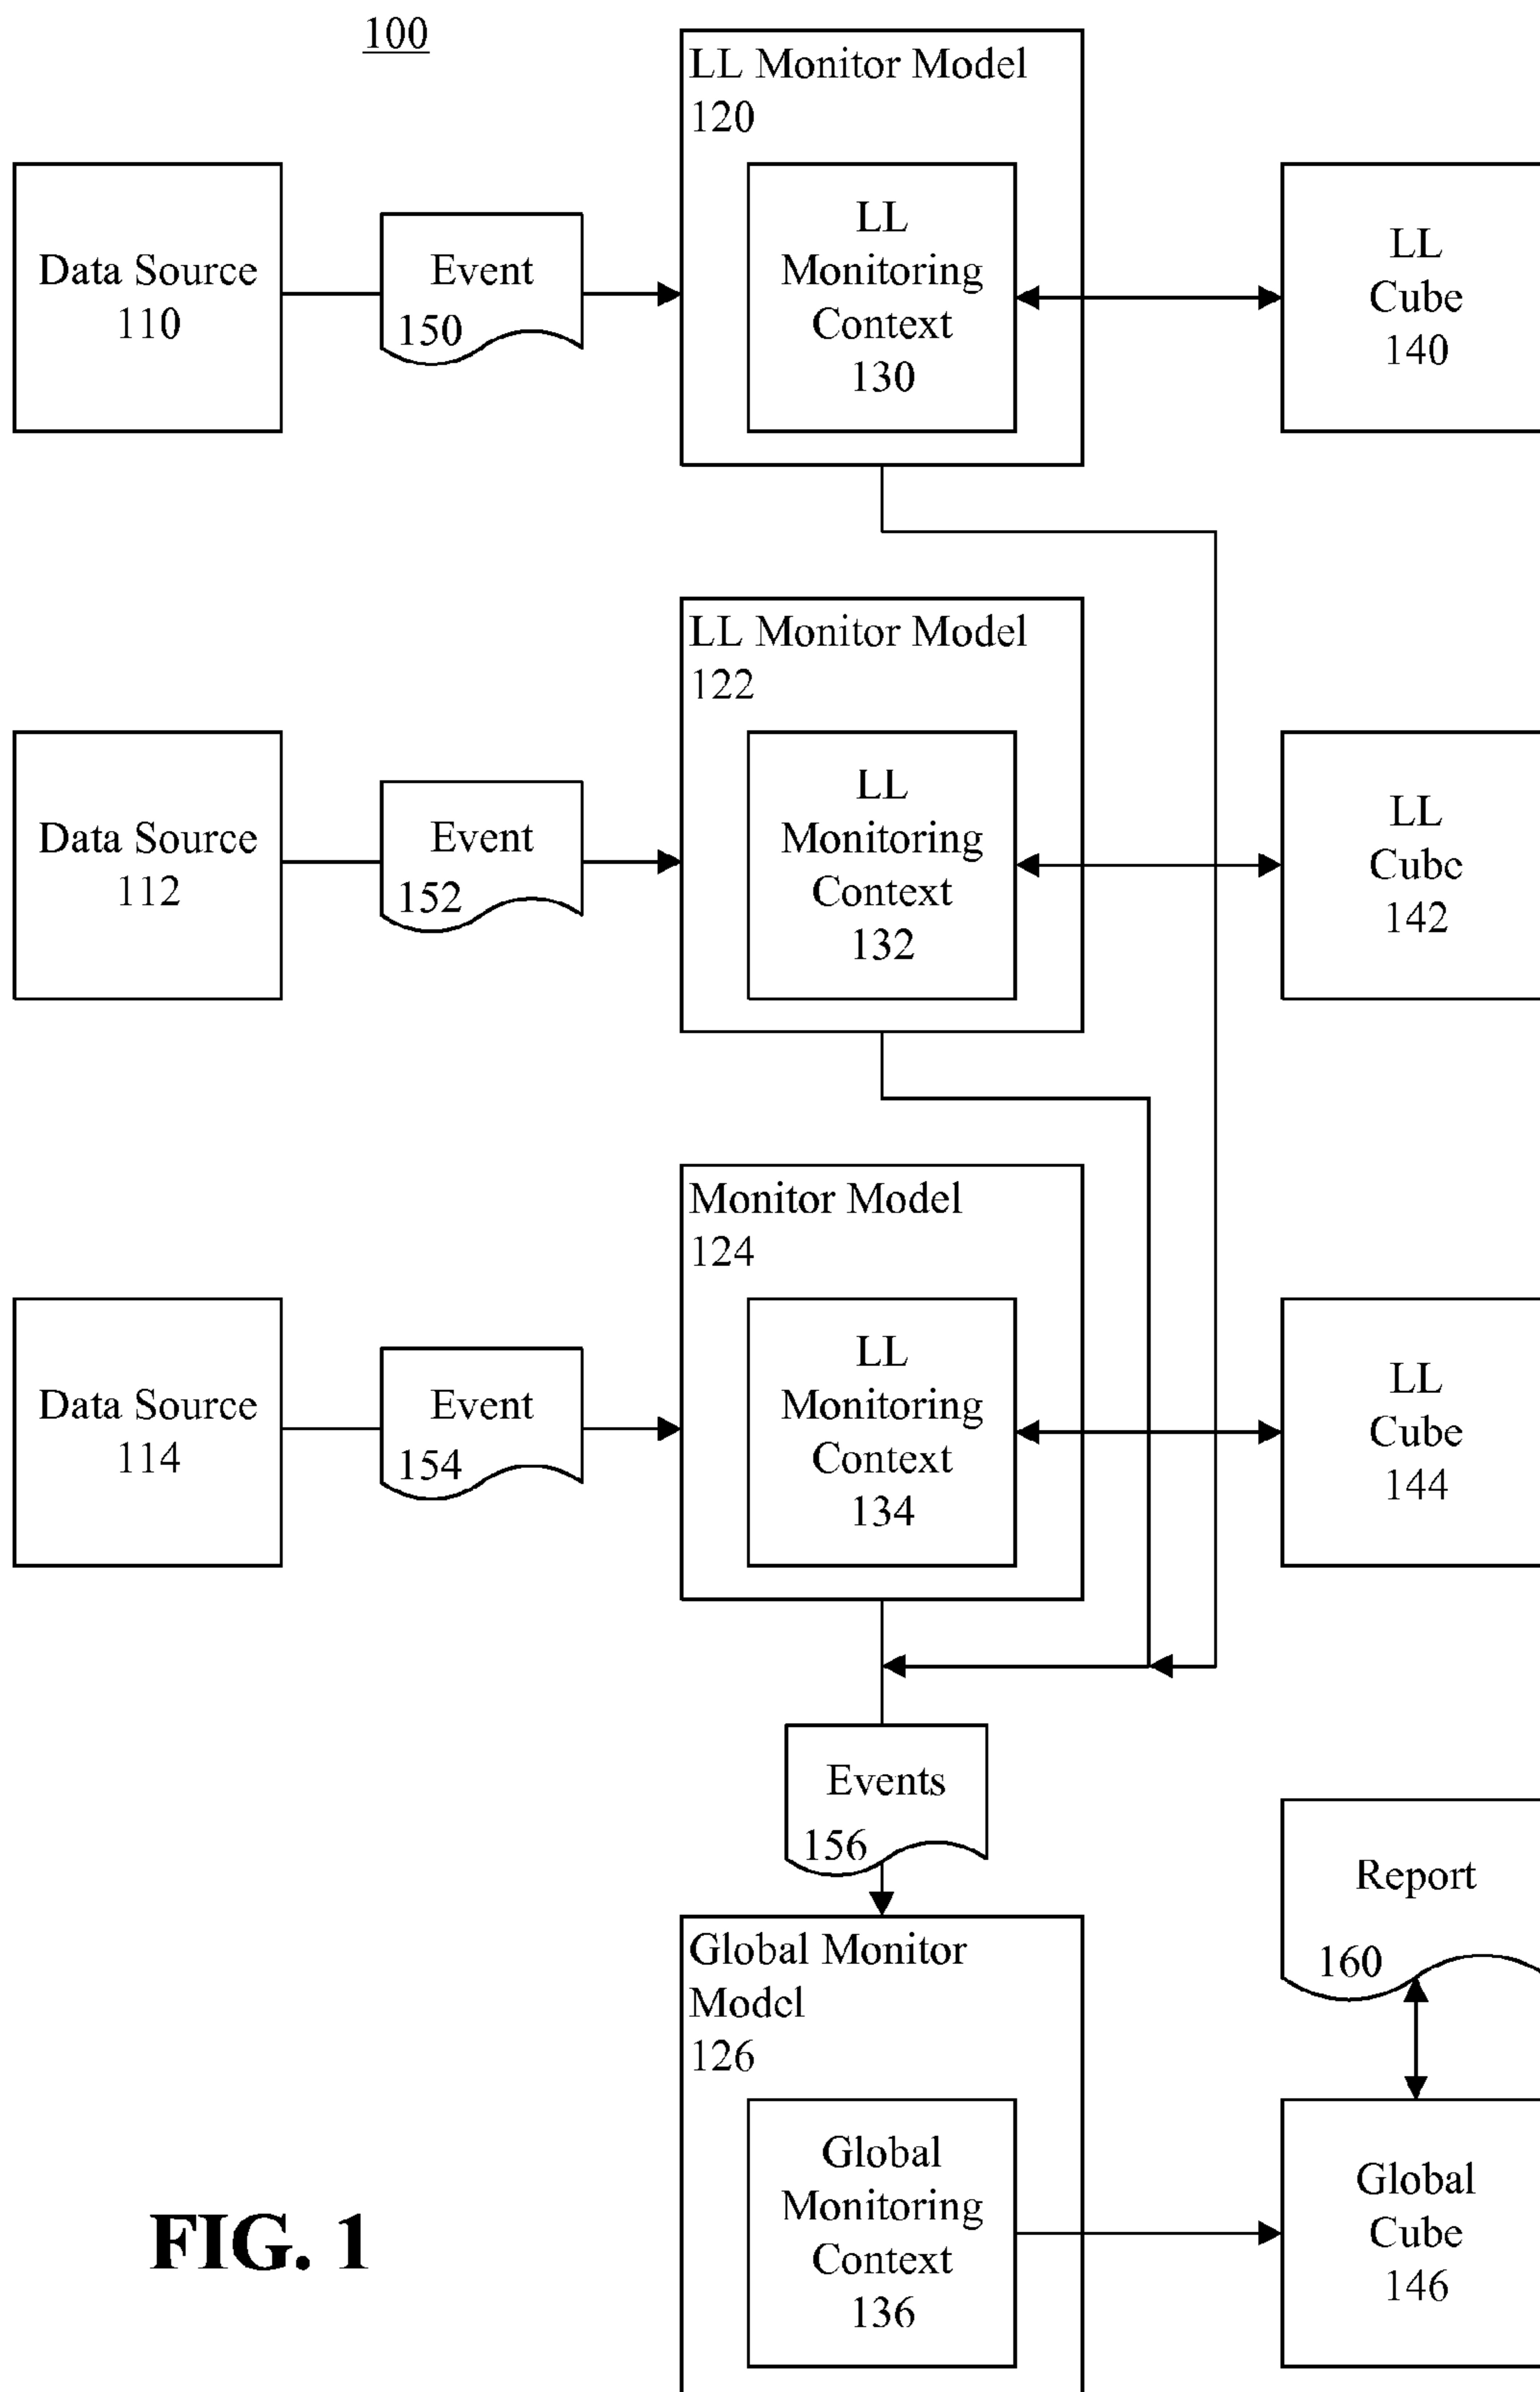 100
LL Monitor Model
120
Data Source
110
Event
150
LL
Monitoring
Context
130
LL
Cube
140
LL Monitor Model
122
Data Source
112
Event
152
LL
Monitoring
Context
132
LL
Cube
142
Monitor Model
124
Data Source
114
Event
154
LL
Monitoring
Context
134
LL
Cube
144
Events
156
Report
160
Global Monitor
Model
126
Global
Monitoring
Context
136
Global
Cube
146
FIG. 1